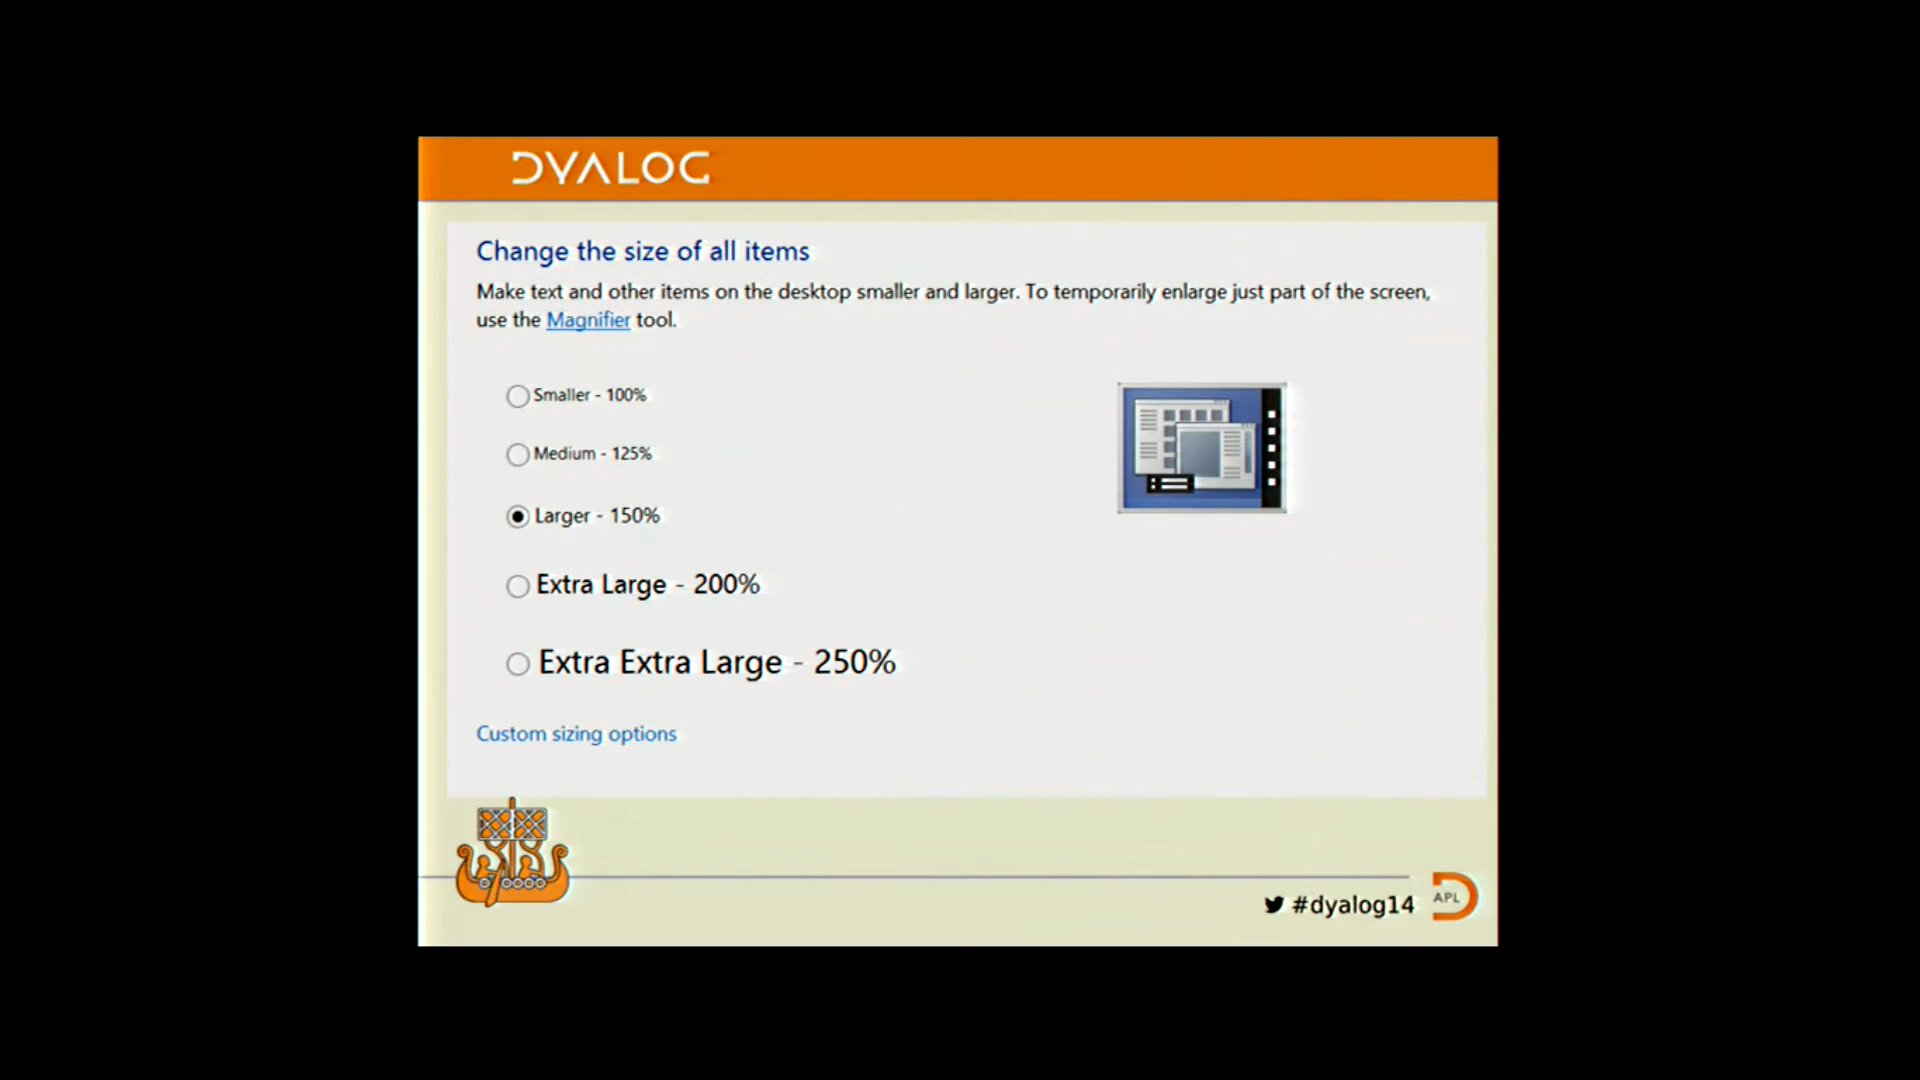 DYALOG
Change the size of all items
Make text and other items on the desktop smaller and larger. To temporarily enlarge just part of the screen,
use the Magnifier tool.
Smaller - 100%
Medium - 125%
Larger - 150%
Extra Large - 200%
Extra Extra Large - 250%
Custom sizing options
#dyalog14
APL